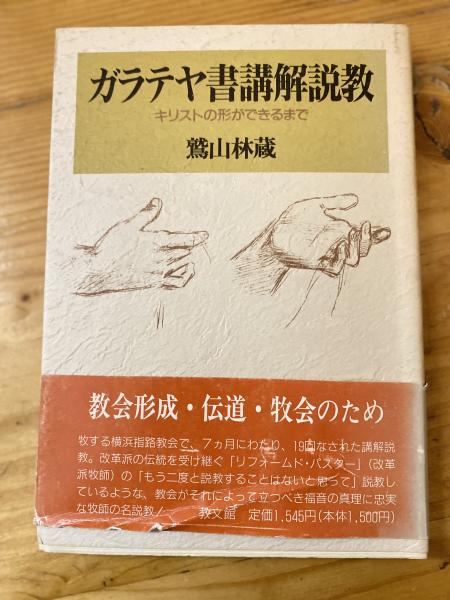 ガラテヤ書講解説教
キリストの形ができるまで
鷲山林蔵
教会形成・伝道・牧会のため
牧する横浜指路教会で、7ヵ月にわたり、19回なされた講解説
教。改革派の伝統を受け継ぐ「リフォームド・パスター」（改革
派牧師）の「もう二度と説教することはないと思って」説教し
ているような、教会がそれによって立つべき福音の真理に忠実
な牧師の名説教！ 教文館 定価1,545円（本体1,500円）